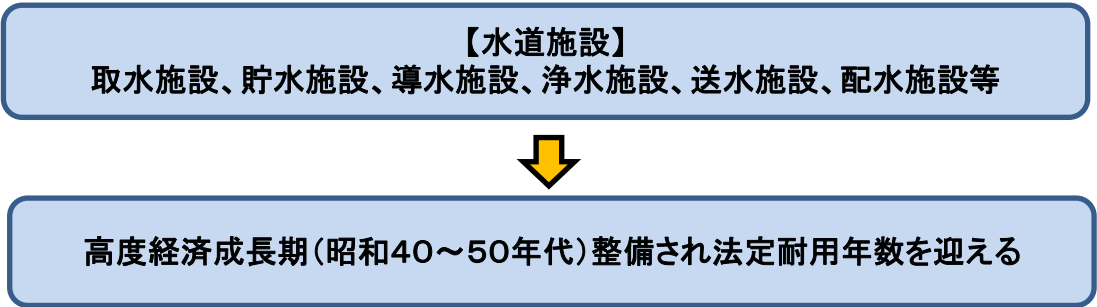 【水道施設】
取水施設、貯水施設、導水施設、浄水施設、送水施設、配水施設等
高度経済成長期（昭和４０～５０年代）整備され法定耐用年数を迎える